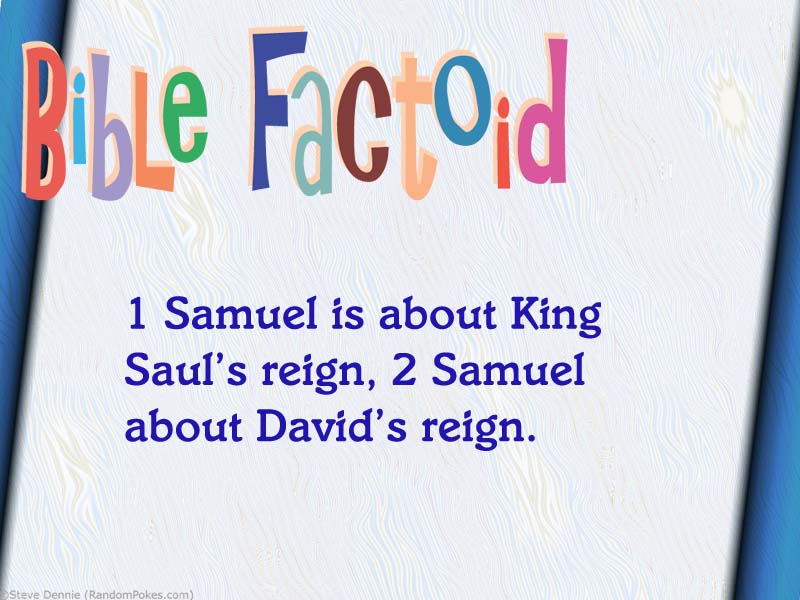 Bible Factoid
1 Samuel is about King
Saul’s reign, 2 Samuel
about David’s reign.
©Steve Dennie (RandomPokes.com)